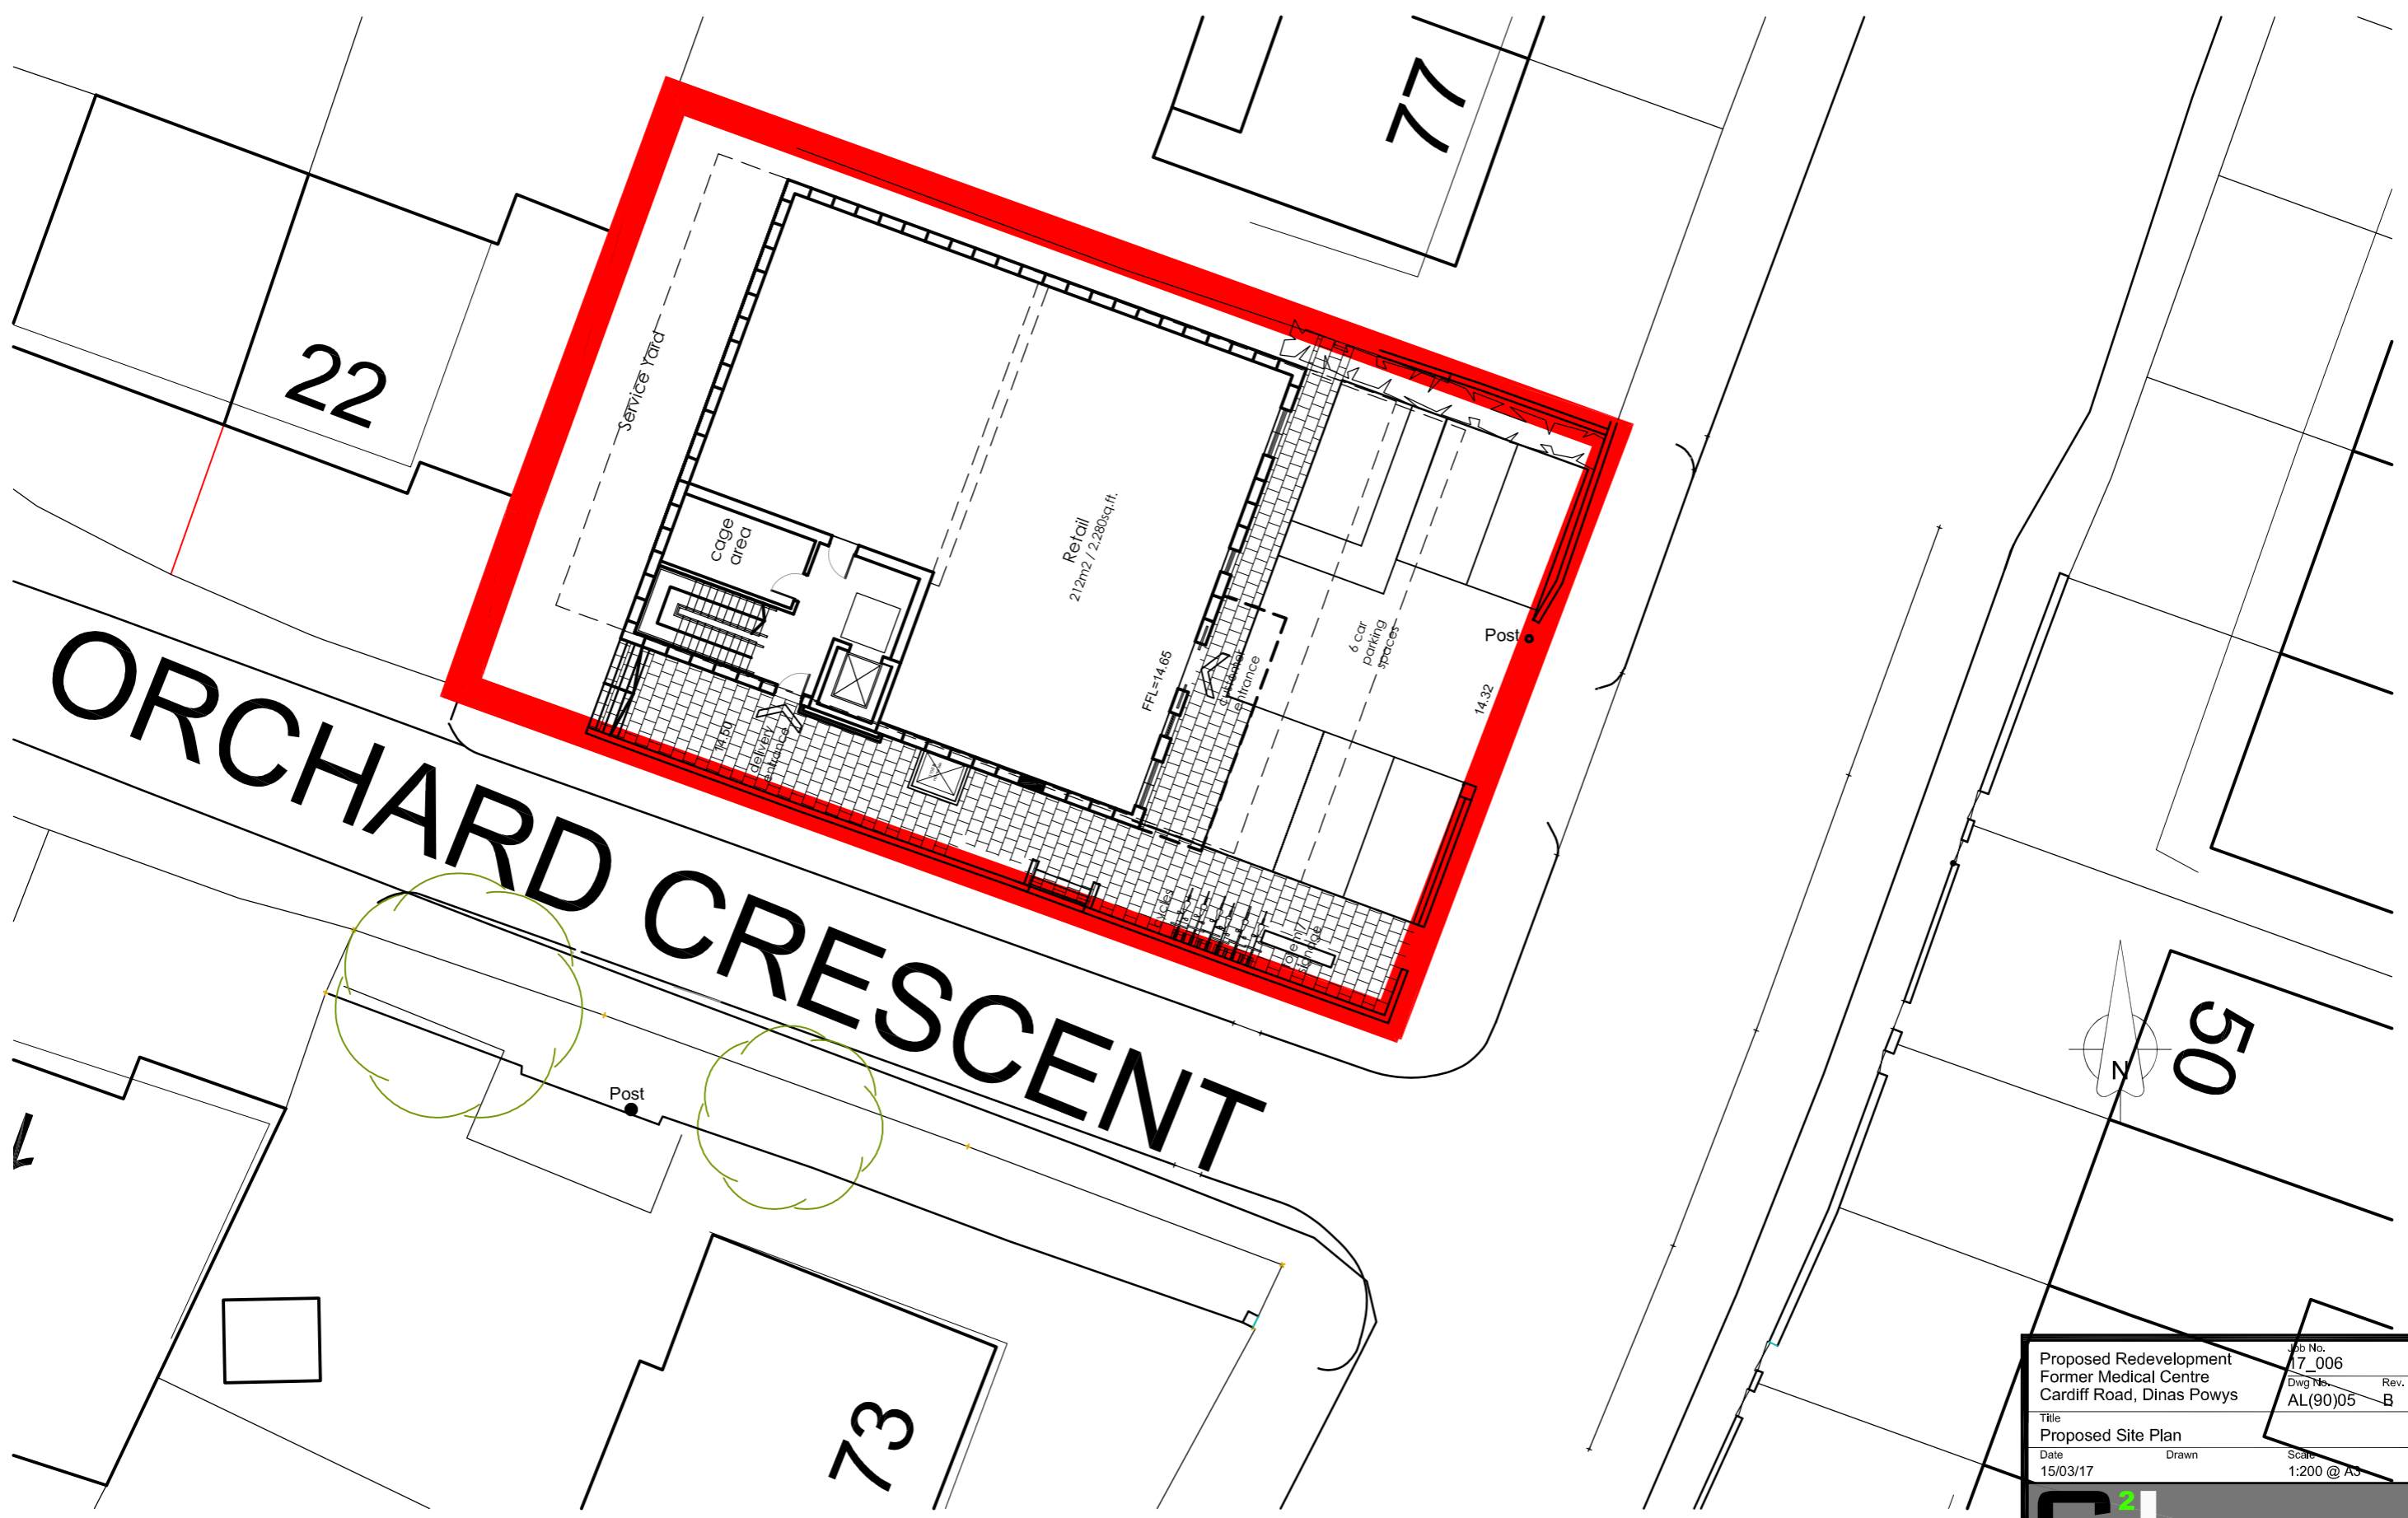 77
22
Service Yard
cage
area
Retail
212m2 / 2,280sq.ft.
6 car
parking
spaces
Post
14.32
FFL=14.65
customer
entrance
14.50
delivery
entrance
signage
ORCHARD CRESCENT
Post
73
50
N
Proposed Redevelopment
Former Medical Centre
Cardiff Road, Dinas Powys
Job No.
17_006
Dwg No.
Rev.
AL(90)05
B
Title
Proposed Site Plan
Date
Drawn
Scale
15/03/17
1:200 @ A3